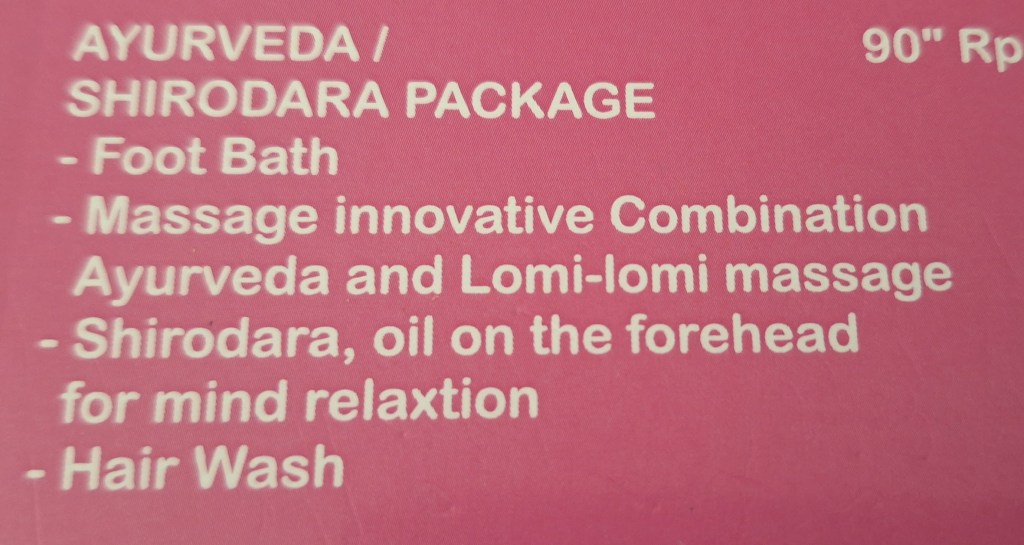 AYURVEDA / 90" Rp
SHIRODARA PACKAGE
- Foot Bath
- Massage innovative Combination
Ayurveda and Lomi-lomi massage
- Shirodara, oil on the forehead
for mind relaxtion
- Hair Wash